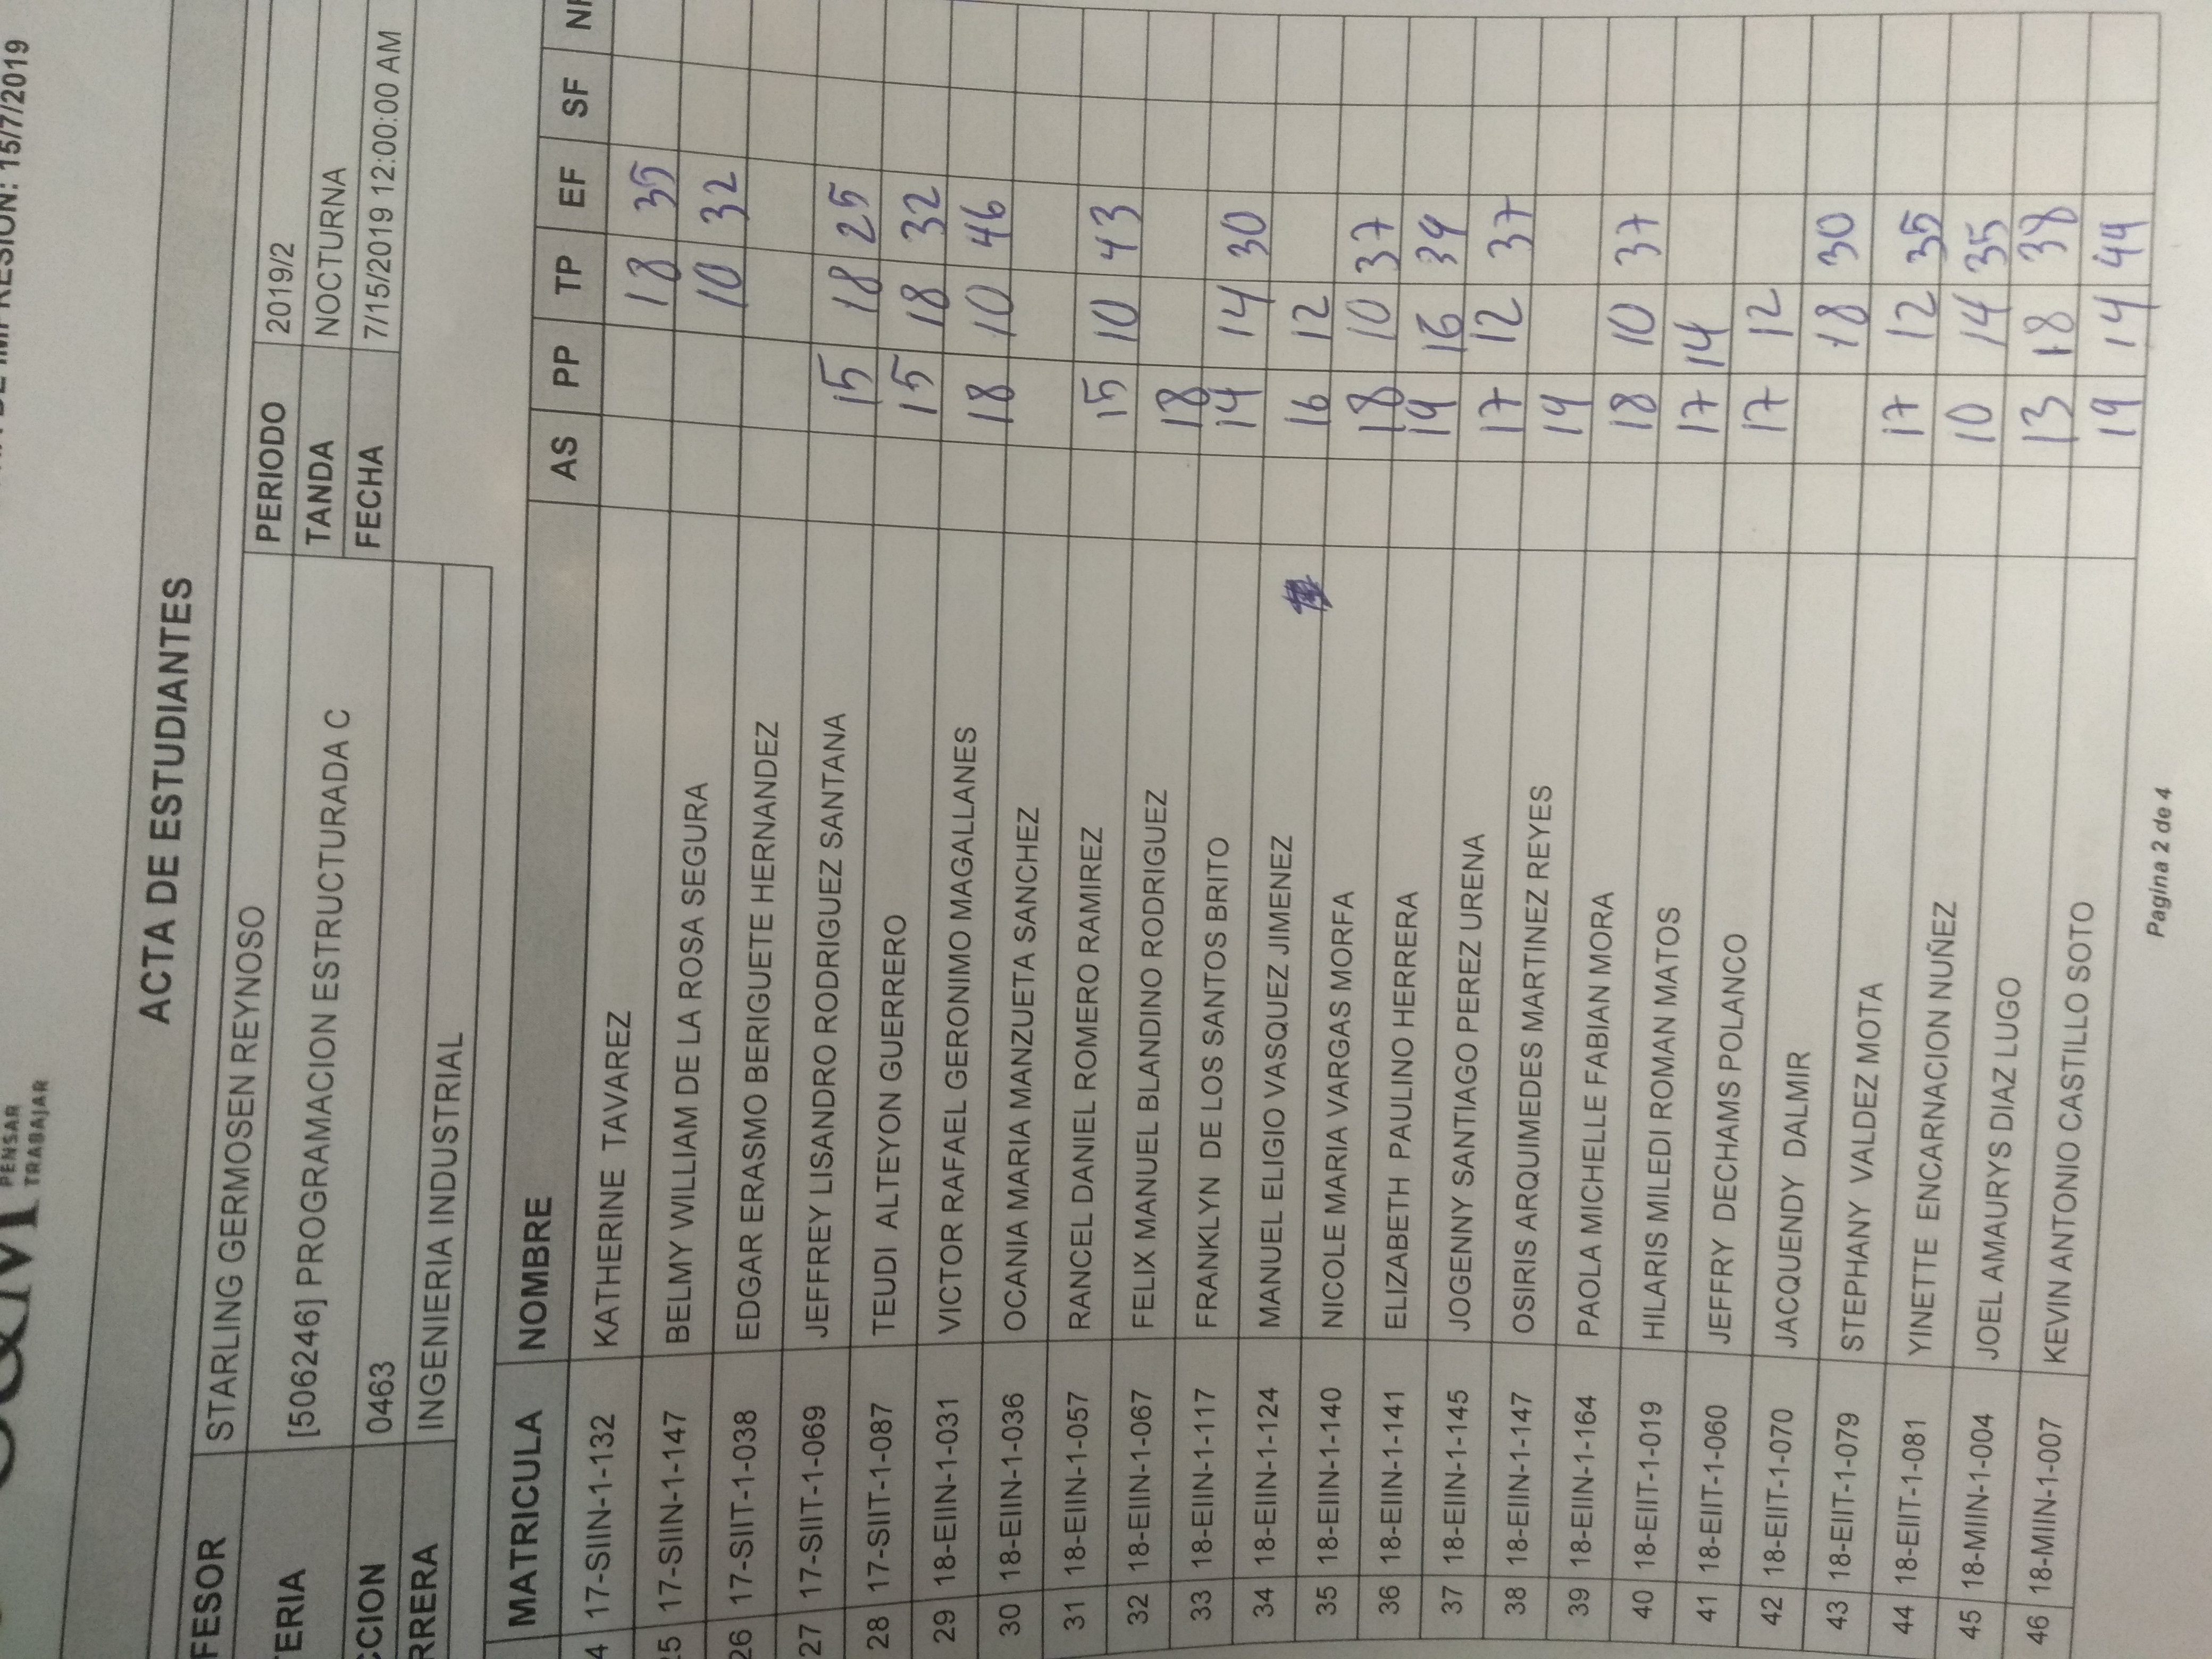 FECHA DE IMPRESION: 15/7/2019
PENSAR
TRABAJAR
ACTA DE ESTUDIANTES
FESOR STARLING GERMOSEN REYNOSO PERIODO 2019/2
TERIA [506246] PROGRAMACION ESTRUCTURADA C TANDA NOCTURNA
CCION 0463 FECHA 7/15/2019 12:00:00 AM
RRERA INGENIERIA INDUSTRIAL
MATRICULA NOMBRE AS PP TP EF SF
4 17-SIIN-1-132 KATHERINE TAVAREZ 18 35
25 17-SIIN-1-147 BELMY WILLIAM DE LA ROSA SEGURA 10 32
26 17-SIIT-1-038 EDGAR ERASMO BERIGUETE HERNANDEZ
27 17-SIIT-1-069 JEFFREY LISANDRO RODRIGUEZ SANTANA 15 18 25
28 17-SIIT-1-087 TEUDI ALTEYON GUERRERO 15 18 32
29 18-EIIN-1-031 VICTOR RAFAEL GERONIMO MAGALLANES 18 10 46
30 18-EIIN-1-036 OCANIA MARIA MANZUETA SANCHEZ
31 18-EIIN-1-057 RANCEL DANIEL ROMERO RAMIREZ 15 10 43
32 18-EIIN-1-067 FELIX MANUEL BLANDINO RODRIGUEZ 18
33 18-EIIN-1-117 FRANKLYN DE LOS SANTOS BRITO 14 14 30
34 18-EIIN-1-124 MANUEL ELIGIO VASQUEZ JIMENEZ 16 12
35 18-EIIN-1-140 NICOLE MARIA VARGAS MORFA 18 10 37
36 18-EIIN-1-141 ELIZABETH PAULINO HERRERA 19 16 34
37 18-EIIN-1-145 JOGENNY SANTIAGO PEREZ URENA 17 12 37
38 18-EIIN-1-147 OSIRIS ARQUIMEDES MARTINEZ REYES 19
39 18-EIIN-1-164 PAOLA MICHELLE FABIAN MORA 18 10 37
40 18-EIIT-1-019 HILARIS MILEDI ROMAN MATOS 17 14
41 18-EIIT-1-060 JEFFRY DECHAMS POLANCO 17 12
42 18-EIIT-1-070 JACQUENDY DALMIR 18 30
43 18-EIIT-1-079 STEPHANY VALDEZ MOTA 17 12 35
44 18-EIIT-1-081 YINETTE ENCARNACION NUÑEZ 10 14 35
45 18-MIIN-1-004 JOEL AMAURYS DIAZ LUGO 13 18 38
46 18-MIIN-1-007 KEVIN ANTONIO CASTILLO SOTO 19 14 44
Pagina 2 de 4